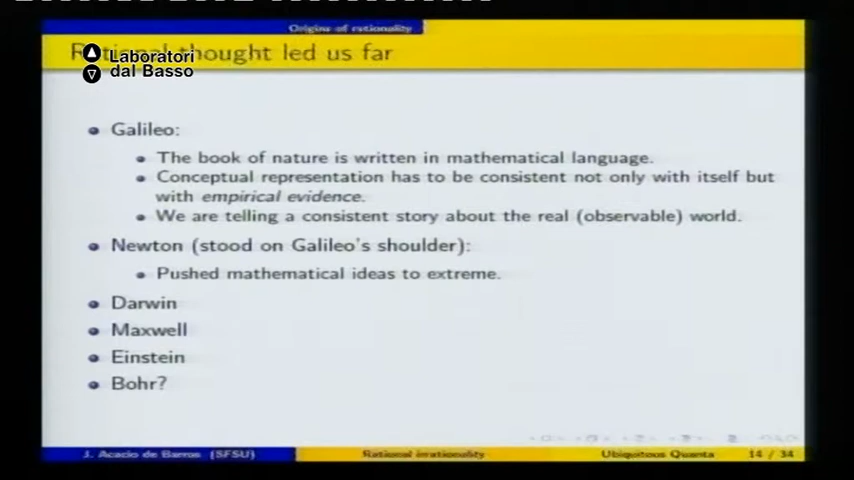 Origins of rationality
Rational thought led us far
Laboratori
dal Basso
Galileo:
The book of nature is written in mathematical language.
Conceptual representation has to be consistent not only with itself but
with empirical evidence.
We are telling a consistent story about the real (observable) world.
Newton (stood on Galileo's shoulder):
Pushed mathematical ideas to extreme.
Darwin
Maxwell
Einstein
Bohr?
J. Acacio de Barros (SFSU) Rational irrationality Ubiquitous Quanta 14 / 34